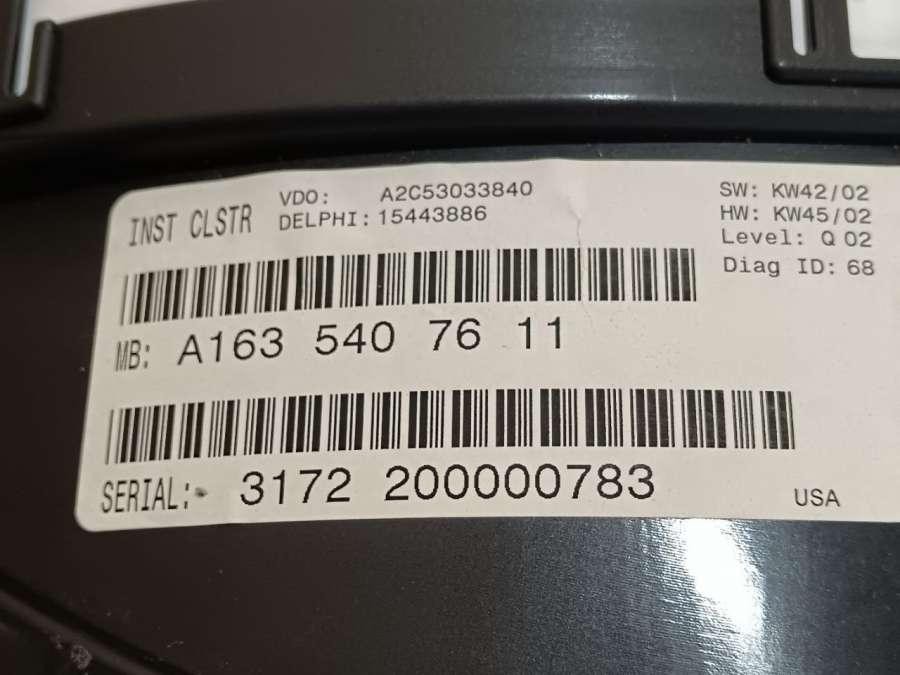 INST CLSTR
VDO: A2C53033840
DELPHI: 15443886
SW: KW42/02
HW: KW45/02
Level: Q 02
Diag ID: 68
MB: A163 540 76 11
SERIAL: 3172 200000783
USA